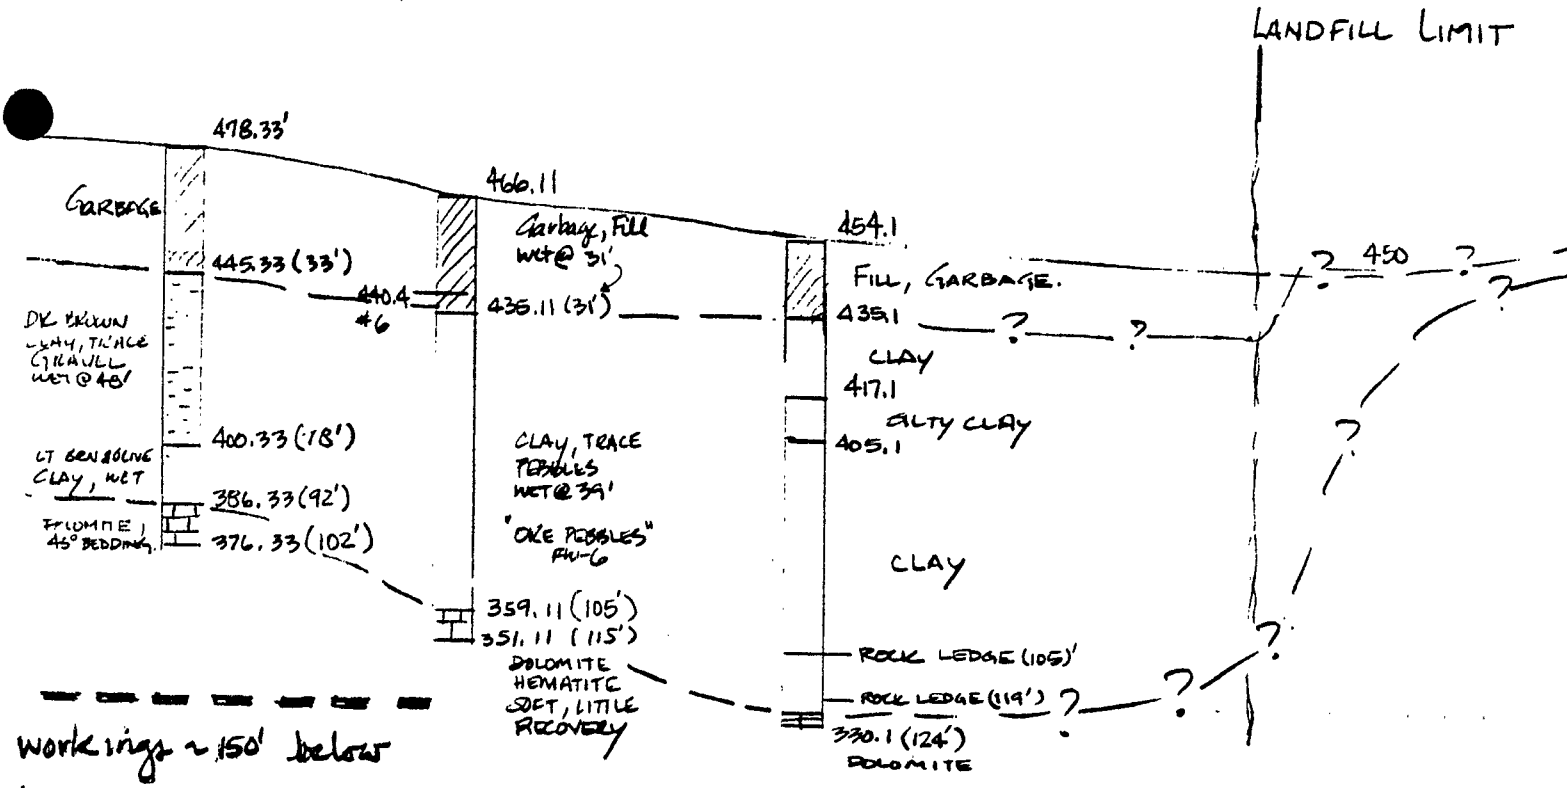 LANDFILL LIMIT
478.33'
GARBAGE
445.33 (33')
DK BROWN
CLAY, TRACE
GRAVEL
WET @ 48'
400.33 (78')
LT BRN & OLIVE
CLAY, WET
386.33 (92')
45° BEDDING
376.33 (102')
466.11
Garbage, Fill
wet @ 31'
440.4
#6
435.11 (31')
CLAY, TRACE
PEBBLES
WET @ 39'
"OKE PEBBLES"
359.11 (105')
351.11 (115')
DOLOMITE
HEMATITE
SOFT, LITTLE
RECOVERY
454.1
FILL, GARBAGE.
435.1
CLAY
417.1
SILTY CLAY
405.1
CLAY
ROCK LEDGE (105)'
ROCK LEDGE (119')
330.1 (124')
DOLOMITE
? 450 ?
?
? ?
?
?
?
?
workings ~ 150' below